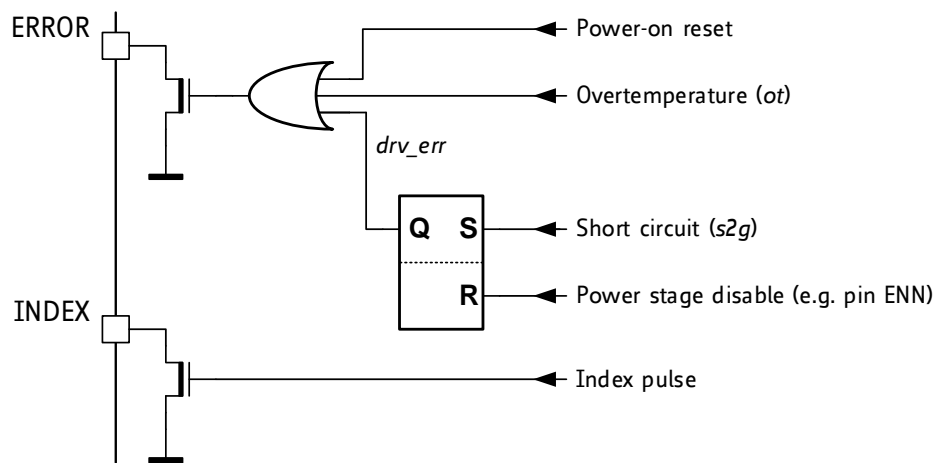 ERROR
Power-on reset
Overtemperature (ot)
drv_err
Q S
Short circuit (s2g)
R
Power stage disable (e.g. pin ENN)
INDEX
Index pulse